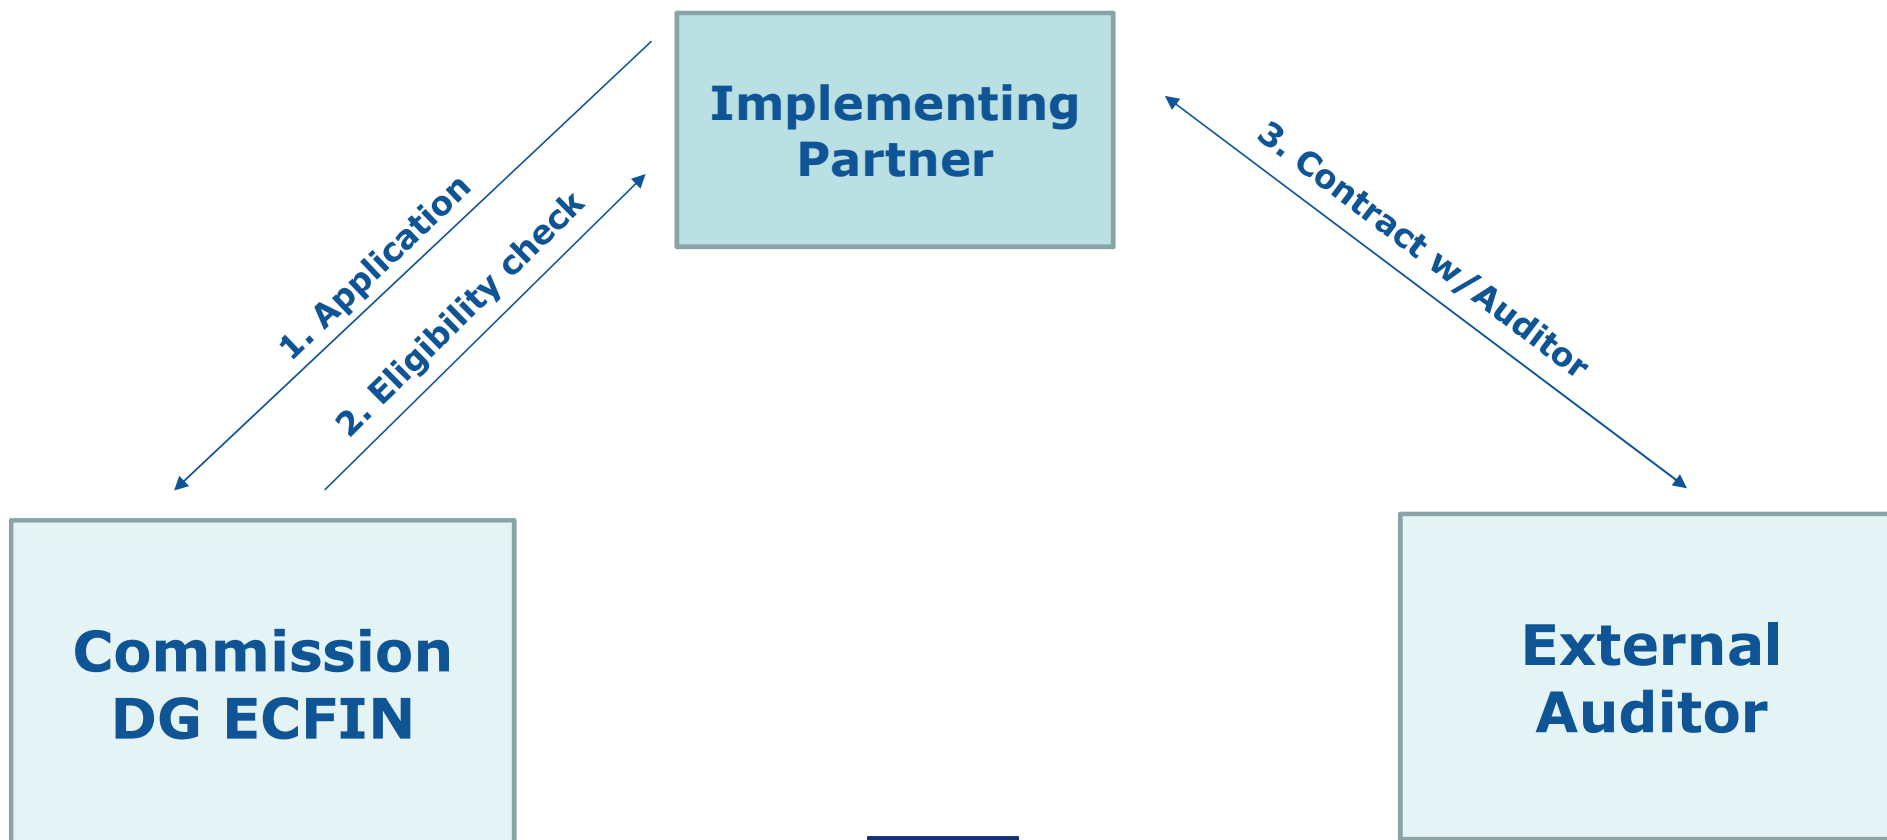 Implementing
Partner
1. Application
2. Eligibility check
3. Contract w/Auditor
Commission
DG ECFIN
External
Auditor